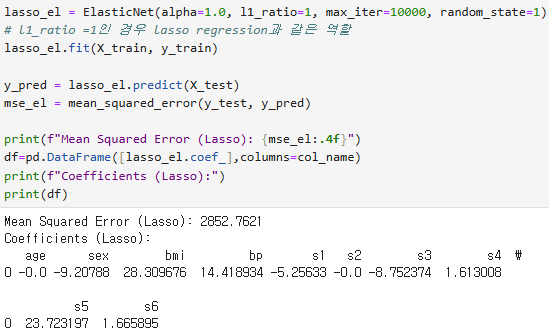 lasso_el = ElasticNet(alpha=1.0, l1_ratio=1, max_iter=10000, random_state=1)
# l1_ratio =1인 경우 lasso regression과 같은 역할
lasso_el.fit(X_train, y_train)
y_pred = lasso_el.predict(X_test)
mse_el = mean_squared_error(y_test, y_pred)
print(f"Mean Squared Error (Lasso): {mse_el:.4f}")
df=pd.DataFrame([lasso_el.coef_],columns=col_name)
print(f"Coefficients (Lasso):")
print(df)
Mean Squared Error (Lasso): 2852.7621
Coefficients (Lasso):
age sex bmi bp s1 s2 s3 s4 ₩
0 -0.0 -9.20788 28.309676 14.418934 -5.25633 -0.0 -8.752374 1.613008
s5 s6
0 23.723197 1.665895